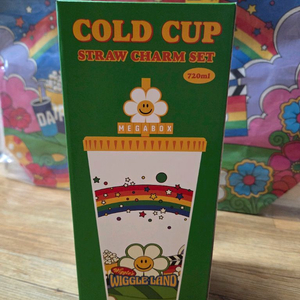 COLD CUP
STRAW CHARM SET
720ml
MEGABOX
WIGGLE LAND